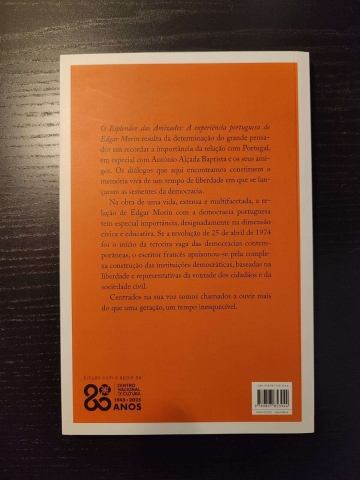 O Esplendor das Amizades: A experiência portuguesa de
Edgar Morin resulta da determinação do grande pensa-
dor em recordar a importância da relação com Portugal,
em especial com António Alçada Baptista e os seus ami-
gos. Os diálogos que aqui encontramos constituem a
memória viva de um tempo de liberdade em que se lan-
çaram as sementes da democracia.
Na obra de uma vida, extensa e multifacetada, a re-
lação de Edgar Morin com a democracia portuguesa
tem especial importância, designadamente na dimensão
cívica e educativa. Se a revolução de 25 de abril de 1974
foi o início da terceira vaga das democracias contem-
porâneas, o escritor francês apaixonou-se pela com-
plexa construção das instituições democráticas, baseadas
na liberdade e representativas da vontade dos cidadãos e da
sociedade civil.
Centrados na sua voz somos chamados a ouvir mais
do que uma geração, um tempo inesquecível.
80
CENTRO
NACIONAL
DE CULTURA
1945 • 2025
ANOS